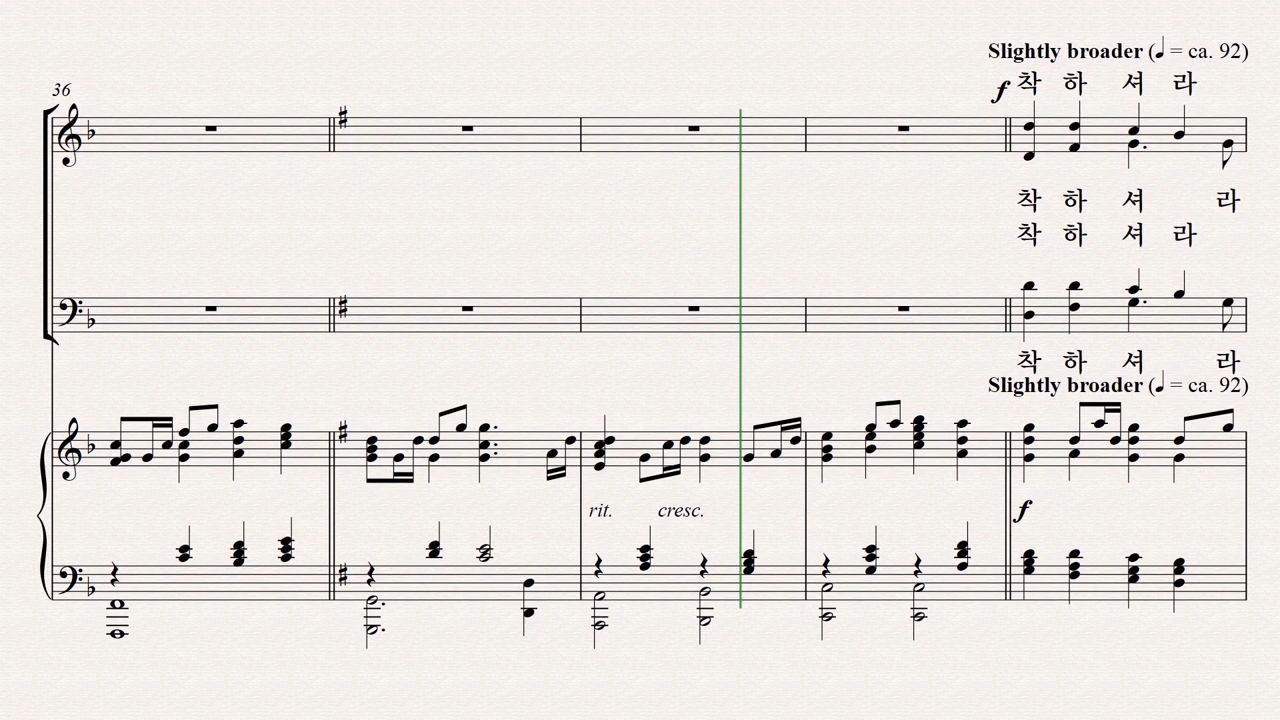 Slightly broader (♩ = ca. 92)
36
f 착 하 셔 라
착 하 셔 라
착 하 셔 라
착 하 셔 라
Slightly broader (♩ = ca. 92)
rit. cresc. f